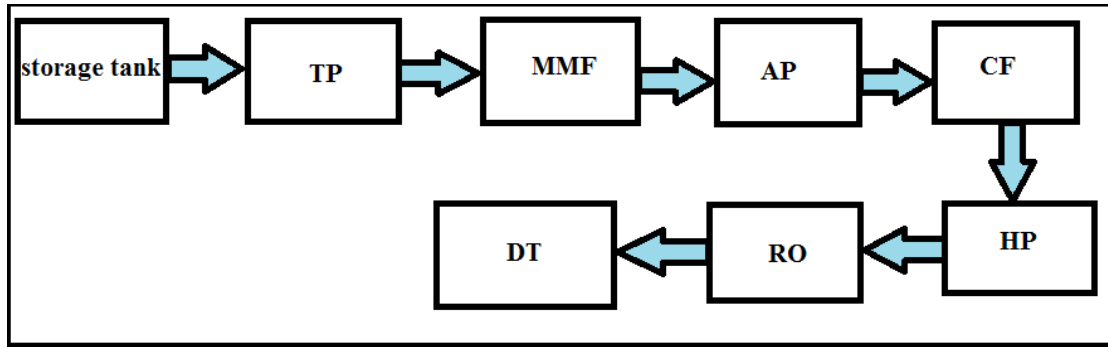 storage tank
TP
MMF
AP
CF
HP
RO
DT